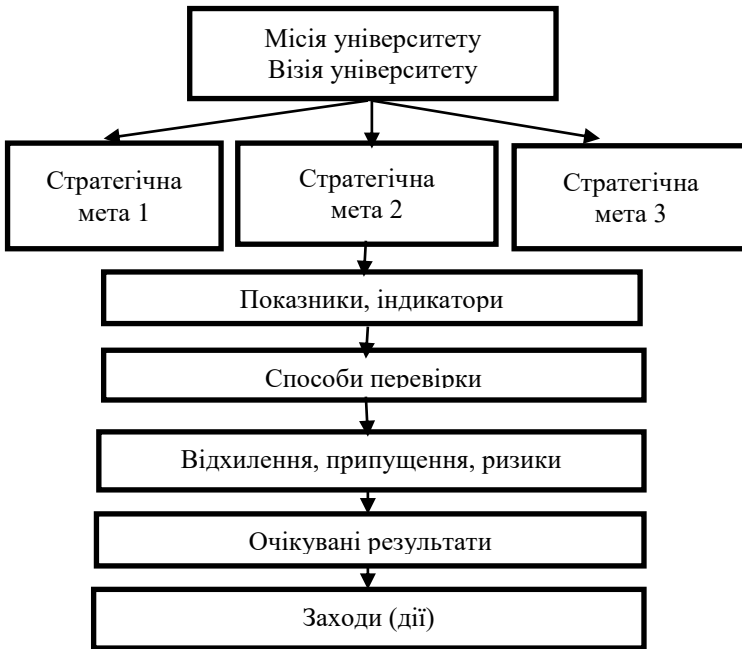 Місія університету
Візія університету
Стратегічна
мета 1
Стратегічна
мета 2
Стратегічна
мета 3
Показники, індикатори
Способи перевірки
Відхилення, припущення, ризики
Очікувані результати
Заходи (дії)